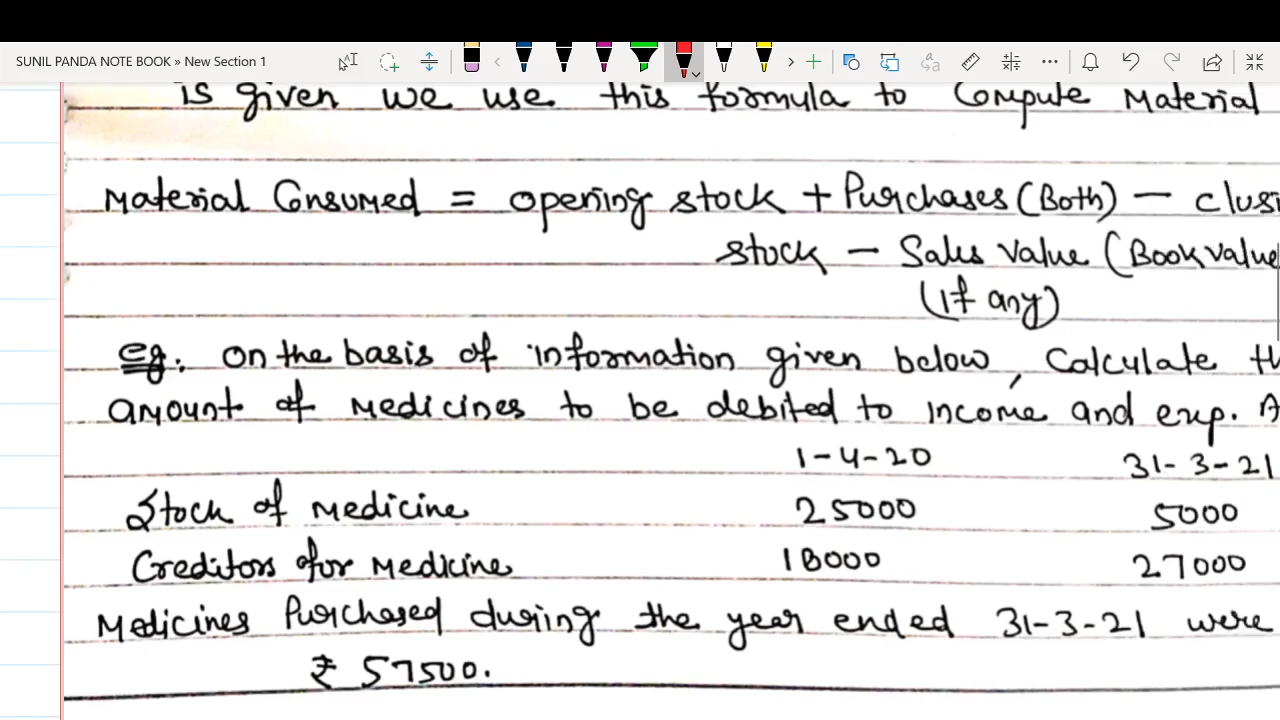 SUNIL PANDA NOTE BOOK » New Section 1
is given we use this formula to Compute Material
Material Consumed = opening stock + Purchases (Both) – closi
stock – Sales Value (Book value
(If any)
eg. On the basis of information given below, Calculate th
amount of medicines to be debited to income and exp. A
1-4-20 31-3-21
Stock of medicine 25000 5000
Creditors for Medicine 18000 27000
Medicines Purchased during the year ended 31-3-21 were
₹ 57500.